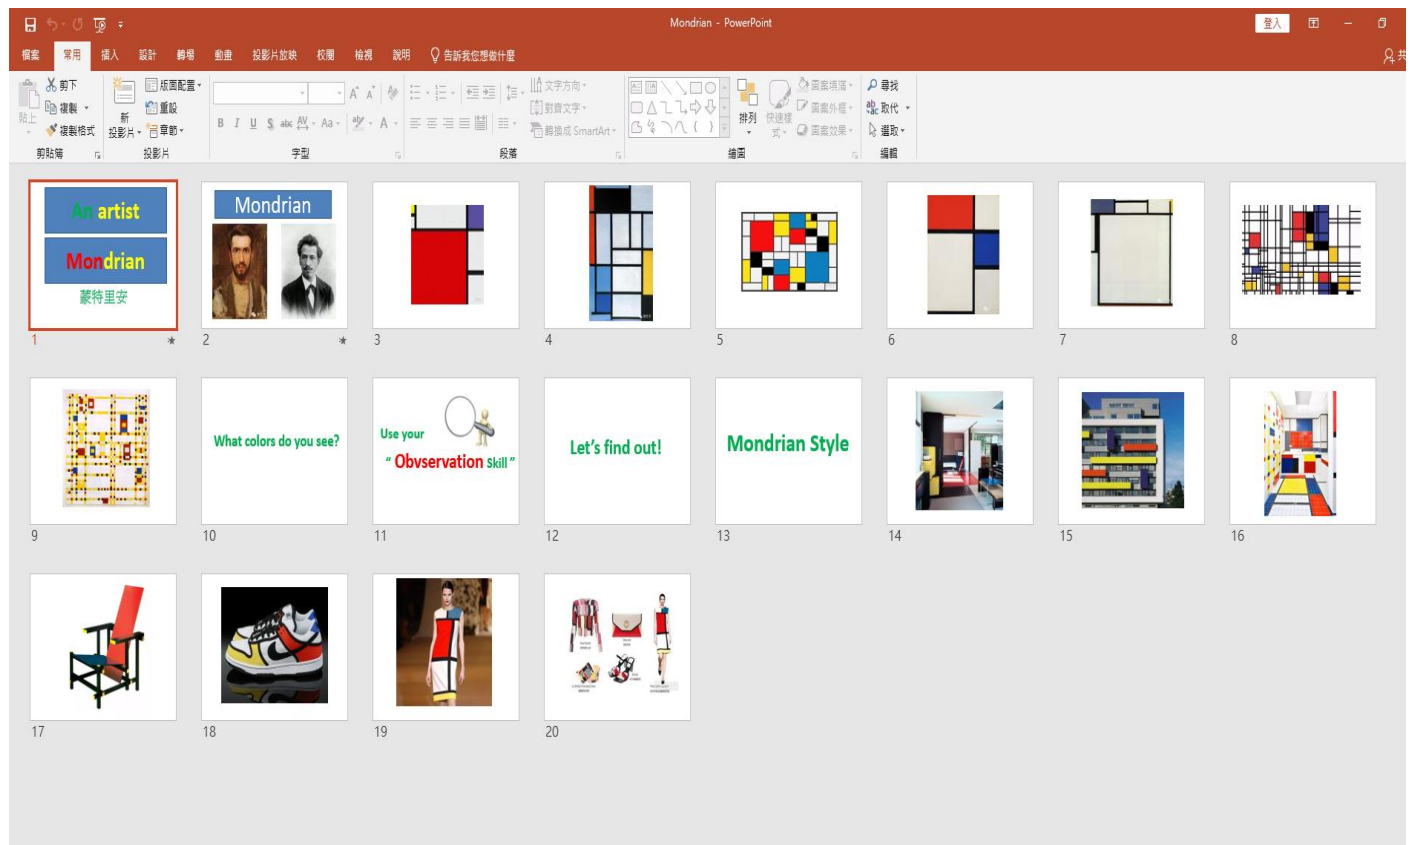 Mondrian - PowerPoint
登入
檔案 常用 插入 設計 轉場 動畫 投影片放映 校閱 檢視 說明 告訴我您想做什麼 共
剪下
複製
複製格式
貼上
剪貼簿
新
投影片
版面配置
重設
章節
投影片
B I U S abc AV Aa A
字型
文字方向
對齊文字
轉換成 SmartArt
段落
排列
快速樣
式
圖案填滿
圖案外框
圖案效果
繪圖
尋找
取代
選取
編輯
An artist
Mondrian
蒙特里安
1
Mondrian
2
3
4
5
6
7
8
9
What colors do you see?
10
Use your
“ Obvservation Skill ”
11
Let’s find out!
12
Mondrian Style
13
14
15
16
17
18
19
20